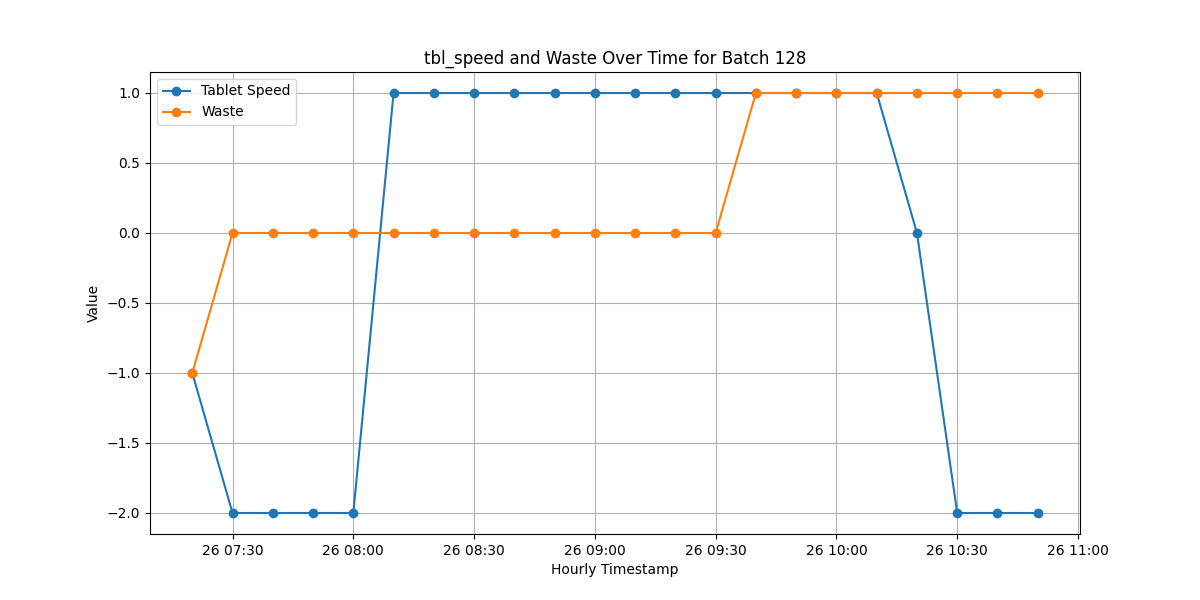 tbl_speed and Waste Over Time for Batch 128
Tablet Speed
Waste
1.0
0.5
0.0
−0.5
−1.0
−1.5
−2.0
Value
26 07:30 26 08:00 26 08:30 26 09:00 26 09:30 26 10:00 26 10:30 26 11:00
Hourly Timestamp